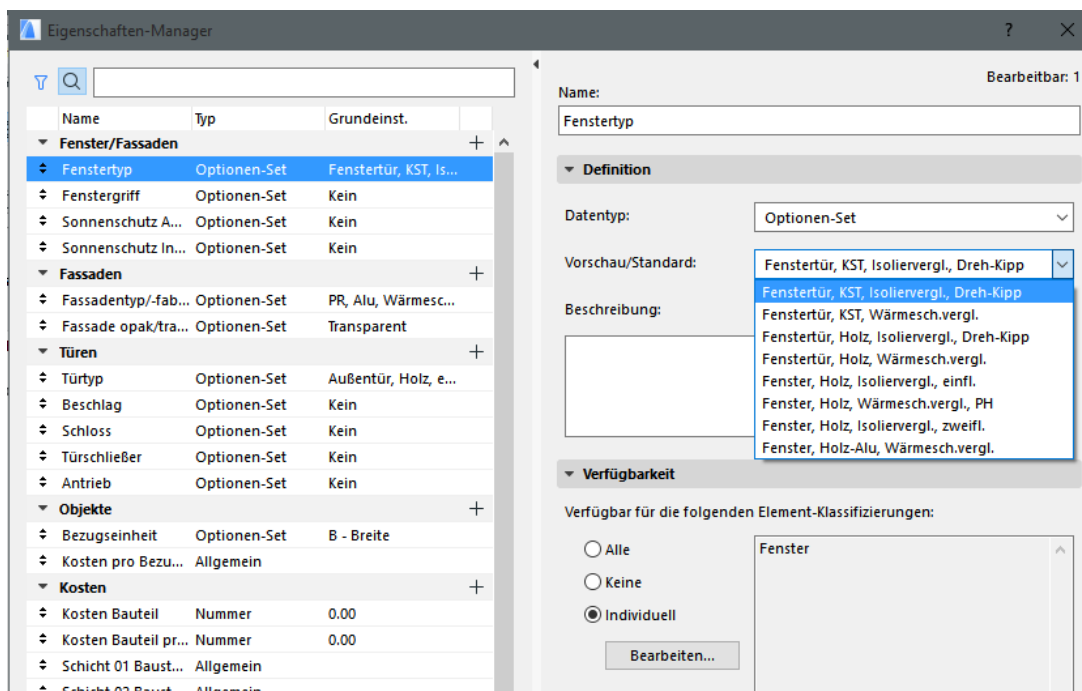 Eigenschaften-Manager
?
Bearbeitbar: 1
Name Typ Grundeinst.
Fenster/Fassaden
Fenstertyp Optionen-Set Fenstertür, KST, Is...
Fenstergriff Optionen-Set Kein
Sonnenschutz A... Optionen-Set Kein
Sonnenschutz In... Optionen-Set Kein
Fassaden
Fassadentyp/-fab... Optionen-Set PR, Alu, Wärmesc...
Fassade opak/tra... Optionen-Set Transparent
Türen
Türtyp Optionen-Set Außentür, Holz, e...
Beschlag Optionen-Set Kein
Schloss Optionen-Set Kein
Türschließer Optionen-Set Kein
Antrieb Optionen-Set Kein
Objekte
Bezugseinheit Optionen-Set B - Breite
Kosten pro Bezu... Allgemein
Kosten
Kosten Bauteil Nummer 0.00
Kosten Bauteil pr... Nummer 0.00
Schicht 01 Baust... Allgemein
Schicht 02 Baust... Allgemein
Name:
Fenstertyp
Definition
Datentyp: Optionen-Set
Vorschau/Standard: Fenstertür, KST, Isoliervergl., Dreh-Kipp
Fenstertür, KST, Isoliervergl., Dreh-Kipp
Fenstertür, KST, Wärmesch.vergl.
Fenstertür, Holz, Isoliervergl., Dreh-Kipp
Fenstertür, Holz, Wärmesch.vergl.
Fenster, Holz, Isoliervergl., einfl.
Fenster, Holz, Wärmesch.vergl., PH
Fenster, Holz, Isoliervergl., zweifl.
Fenster, Holz-Alu, Wärmesch.vergl.
Beschreibung:
Verfügbarkeit
Verfügbar für die folgenden Element-Klassifizierungen:
Alle
Keine
Individuell
Bearbeiten...
Fenster